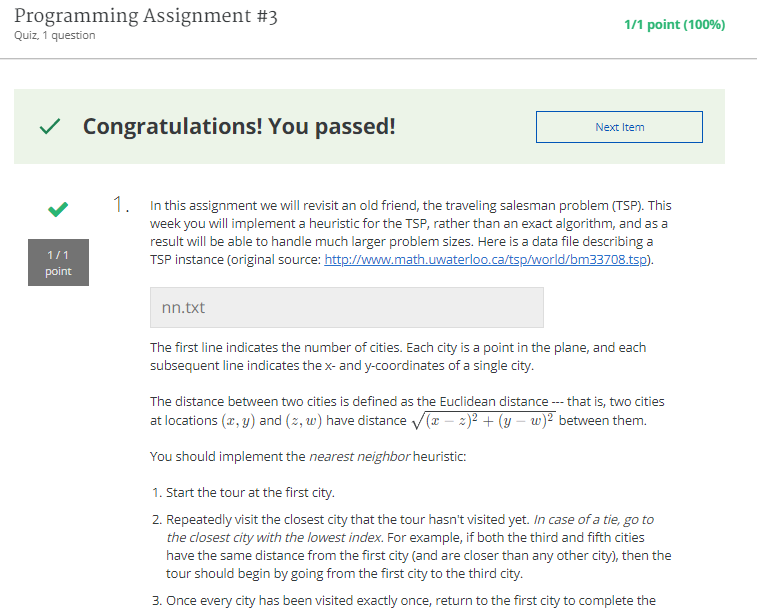 Programming Assignment #3
Quiz, 1 question
1/1 point (100%)
Congratulations! You passed!
Next Item
1.
1 / 1
point
In this assignment we will revisit an old friend, the traveling salesman problem (TSP). This
week you will implement a heuristic for the TSP, rather than an exact algorithm, and as a
result will be able to handle much larger problem sizes. Here is a data file describing a
TSP instance (original source: http://www.math.uwaterloo.ca/tsp/world/bm33708.tsp).
nn.txt
The first line indicates the number of cities. Each city is a point in the plane, and each
subsequent line indicates the x- and y-coordinates of a single city.
The distance between two cities is defined as the Euclidean distance --- that is, two cities
at locations (x, y) and (z, w) have distance √(x − z)² + (y − w)² between them.
You should implement the nearest neighbor heuristic:
1. Start the tour at the first city.
2. Repeatedly visit the closest city that the tour hasn't visited yet. In case of a tie, go to
the closest city with the lowest index. For example, if both the third and fifth cities
have the same distance from the first city (and are closer than any other city), then the
tour should begin by going from the first city to the third city.
3. Once every city has been visited exactly once, return to the first city to complete the